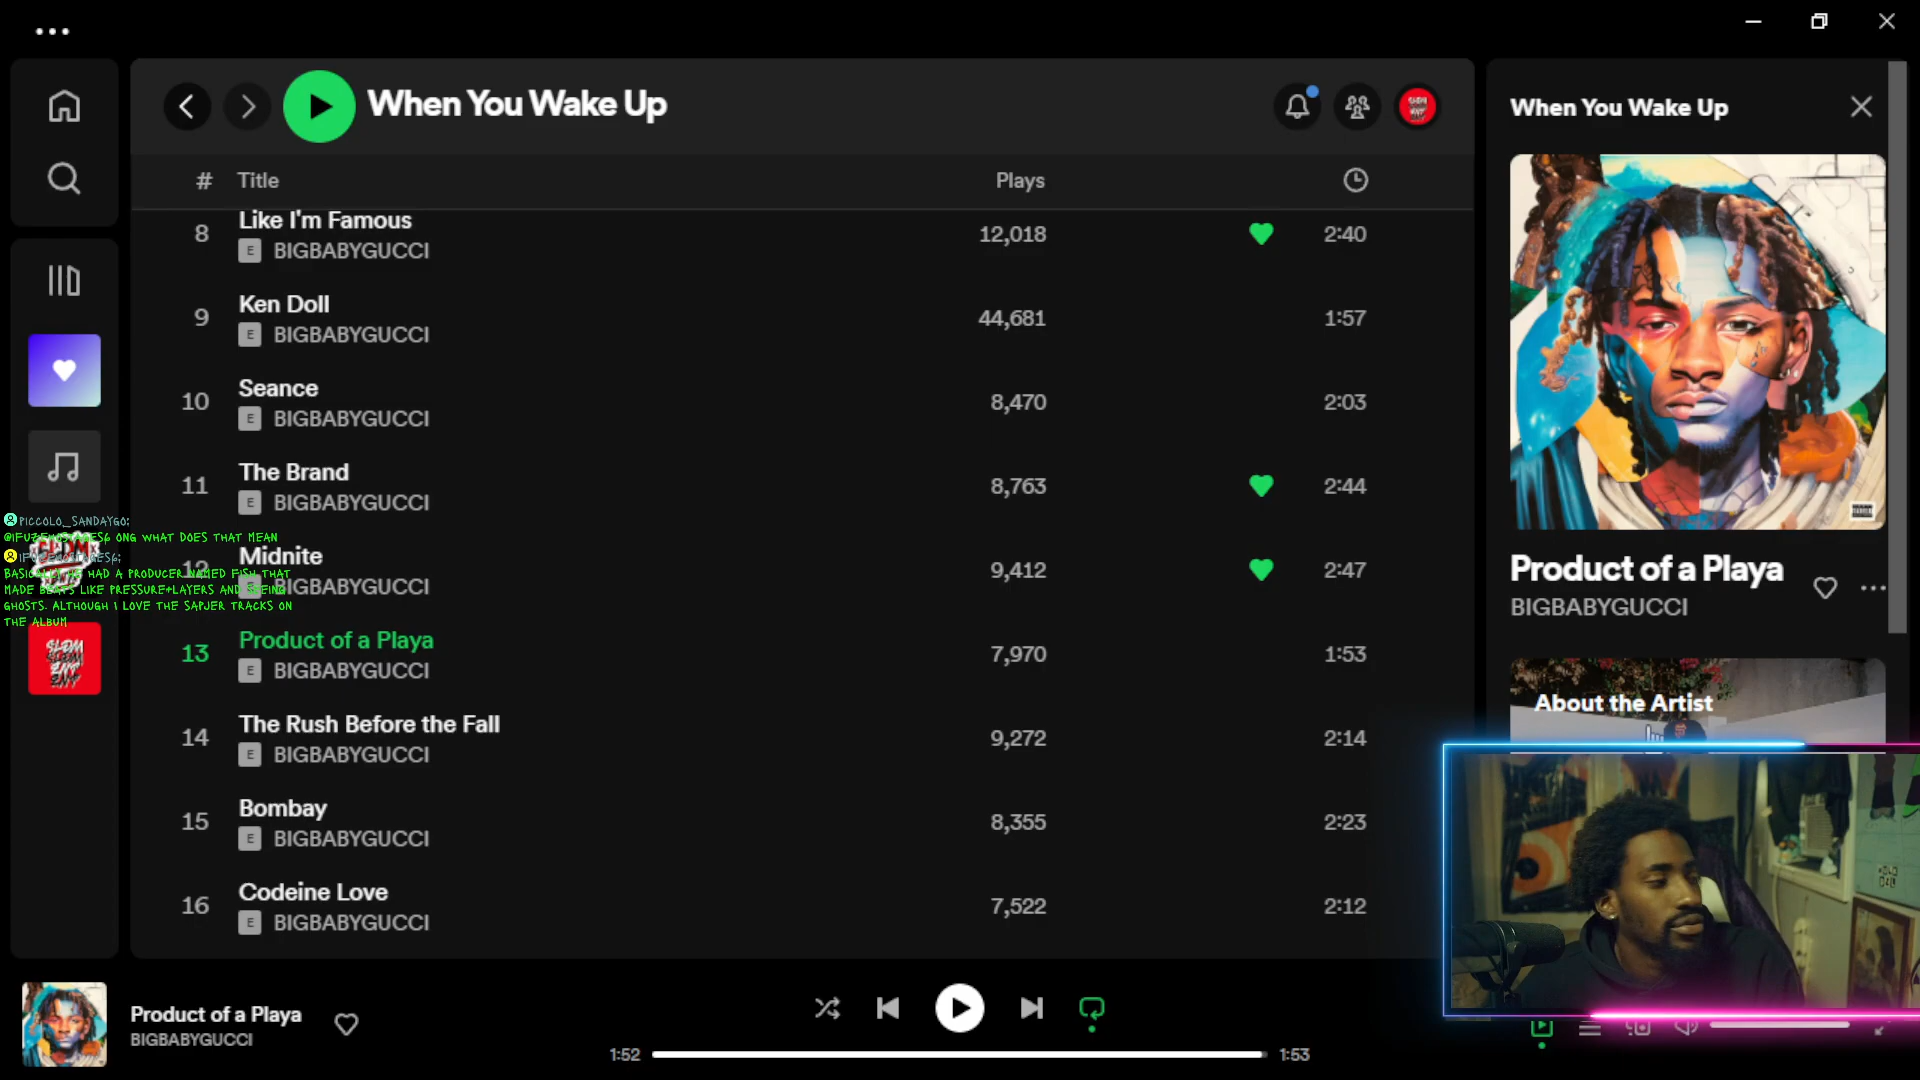 When You Wake Up
# Title Plays
8 Like I'm Famous 12,018 2:40
E BIGBABYGUCCI
9 Ken Doll 44,681 1:57
E BIGBABYGUCCI
10 Seance 8,470 2:03
E BIGBABYGUCCI
11 The Brand 8,763 2:44
E BIGBABYGUCCI
12 Midnite 9,412 2:47
E BIGBABYGUCCI
13 Product of a Playa 7,970 1:53
E BIGBABYGUCCI
14 The Rush Before the Fall 9,272 2:14
E BIGBABYGUCCI
15 Bombay 8,355 2:23
E BIGBABYGUCCI
16 Codeine Love 7,522 2:12
E BIGBABYGUCCI
PICCOLO_SANDAYGO:
ONG WHAT DOES THAT MEAN
BASICALLY HE HAD A PRODUCER NAMED FISH THAT
MADE BEATS LIKE PRESSURE+LAYERS AND SEEING
GHOSTS. ALTHOUGH I LOVE THE SAPJER TRACKS ON
THE ALBUM
When You Wake Up
Product of a Playa
BIGBABYGUCCI
About the Artist
Product of a Playa
BIGBABYGUCCI
1:52 1:53